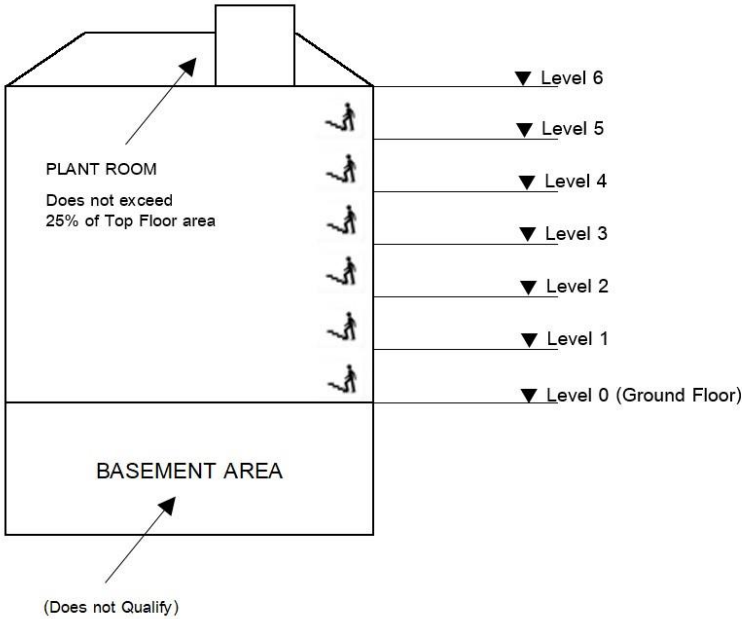 Level 6
Level 5
PLANT ROOM
Does not exceed
25% of Top Floor area
Level 4
Level 3
Level 2
Level 1
Level 0 (Ground Floor)
BASEMENT AREA
(Does not Qualify)